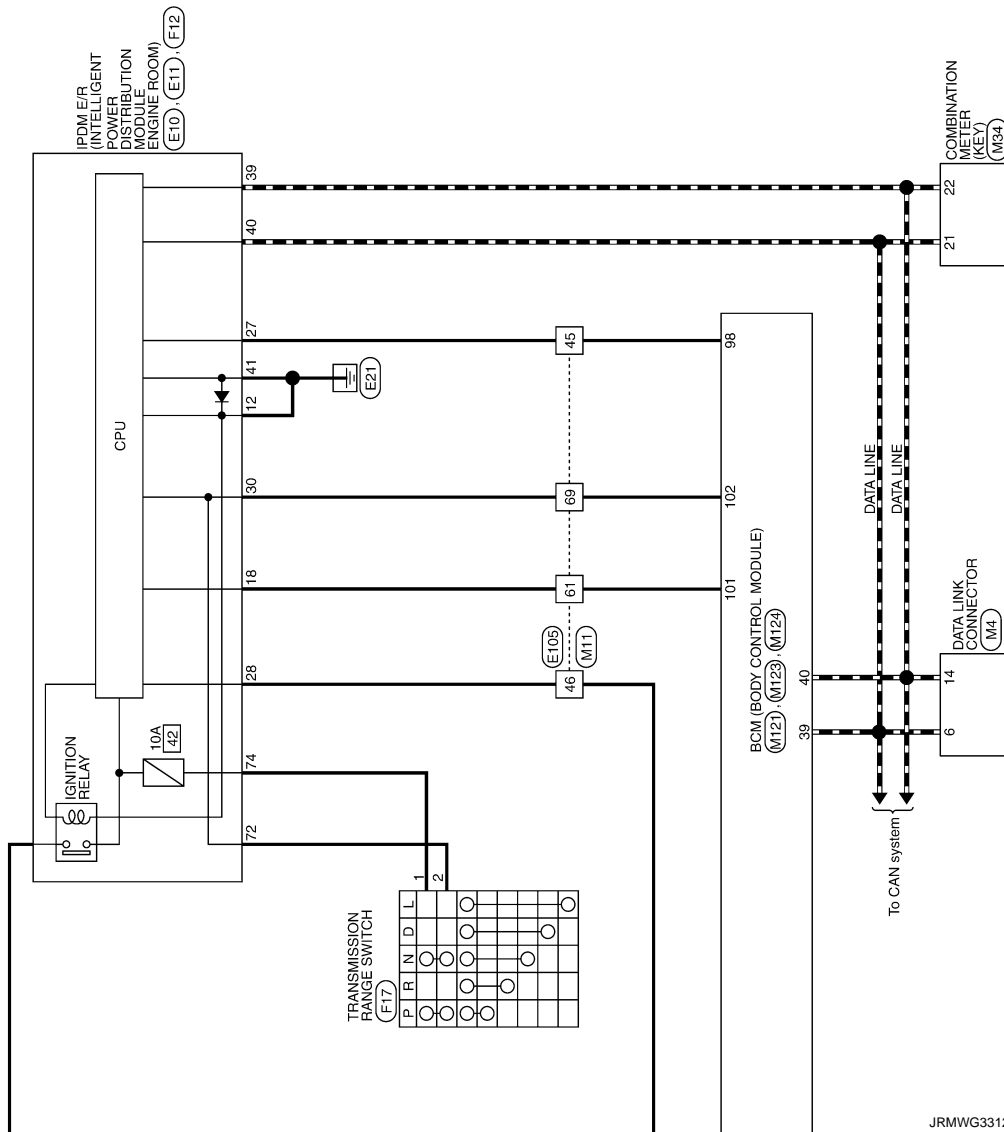 IPDM E/R
(INTELLIGENT
POWER
DISTRIBUTION
MODULE
ENGINE ROOM)
E10 , E11 , F12
CPU
IGNITION
RELAY
10A
42
72
74
28
18
30
12
41
27
40
39
TRANSMISSION
RANGE SWITCH
F17
1
2
P R N D L
E105
M11
46
61
69
45
E21
BCM (BODY CONTROL MODULE)
M121 , M123 , M124
101
102
98
39
40
DATA LINE
DATA LINE
To CAN system
DATA LINK
CONNECTOR
M4
6
14
COMBINATION
METER
(KEY)
M34
21
22